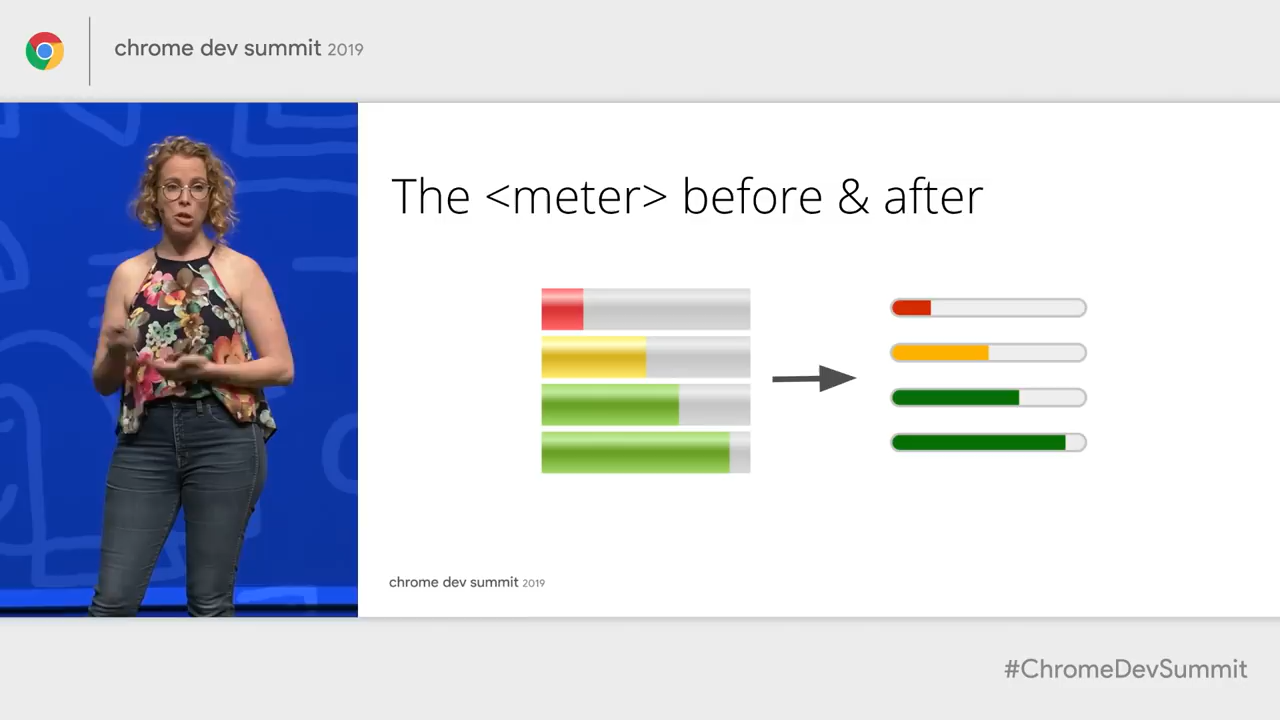 chrome dev summit 2019
The <meter> before & after
chrome dev summit 2019
#ChromeDevSummit